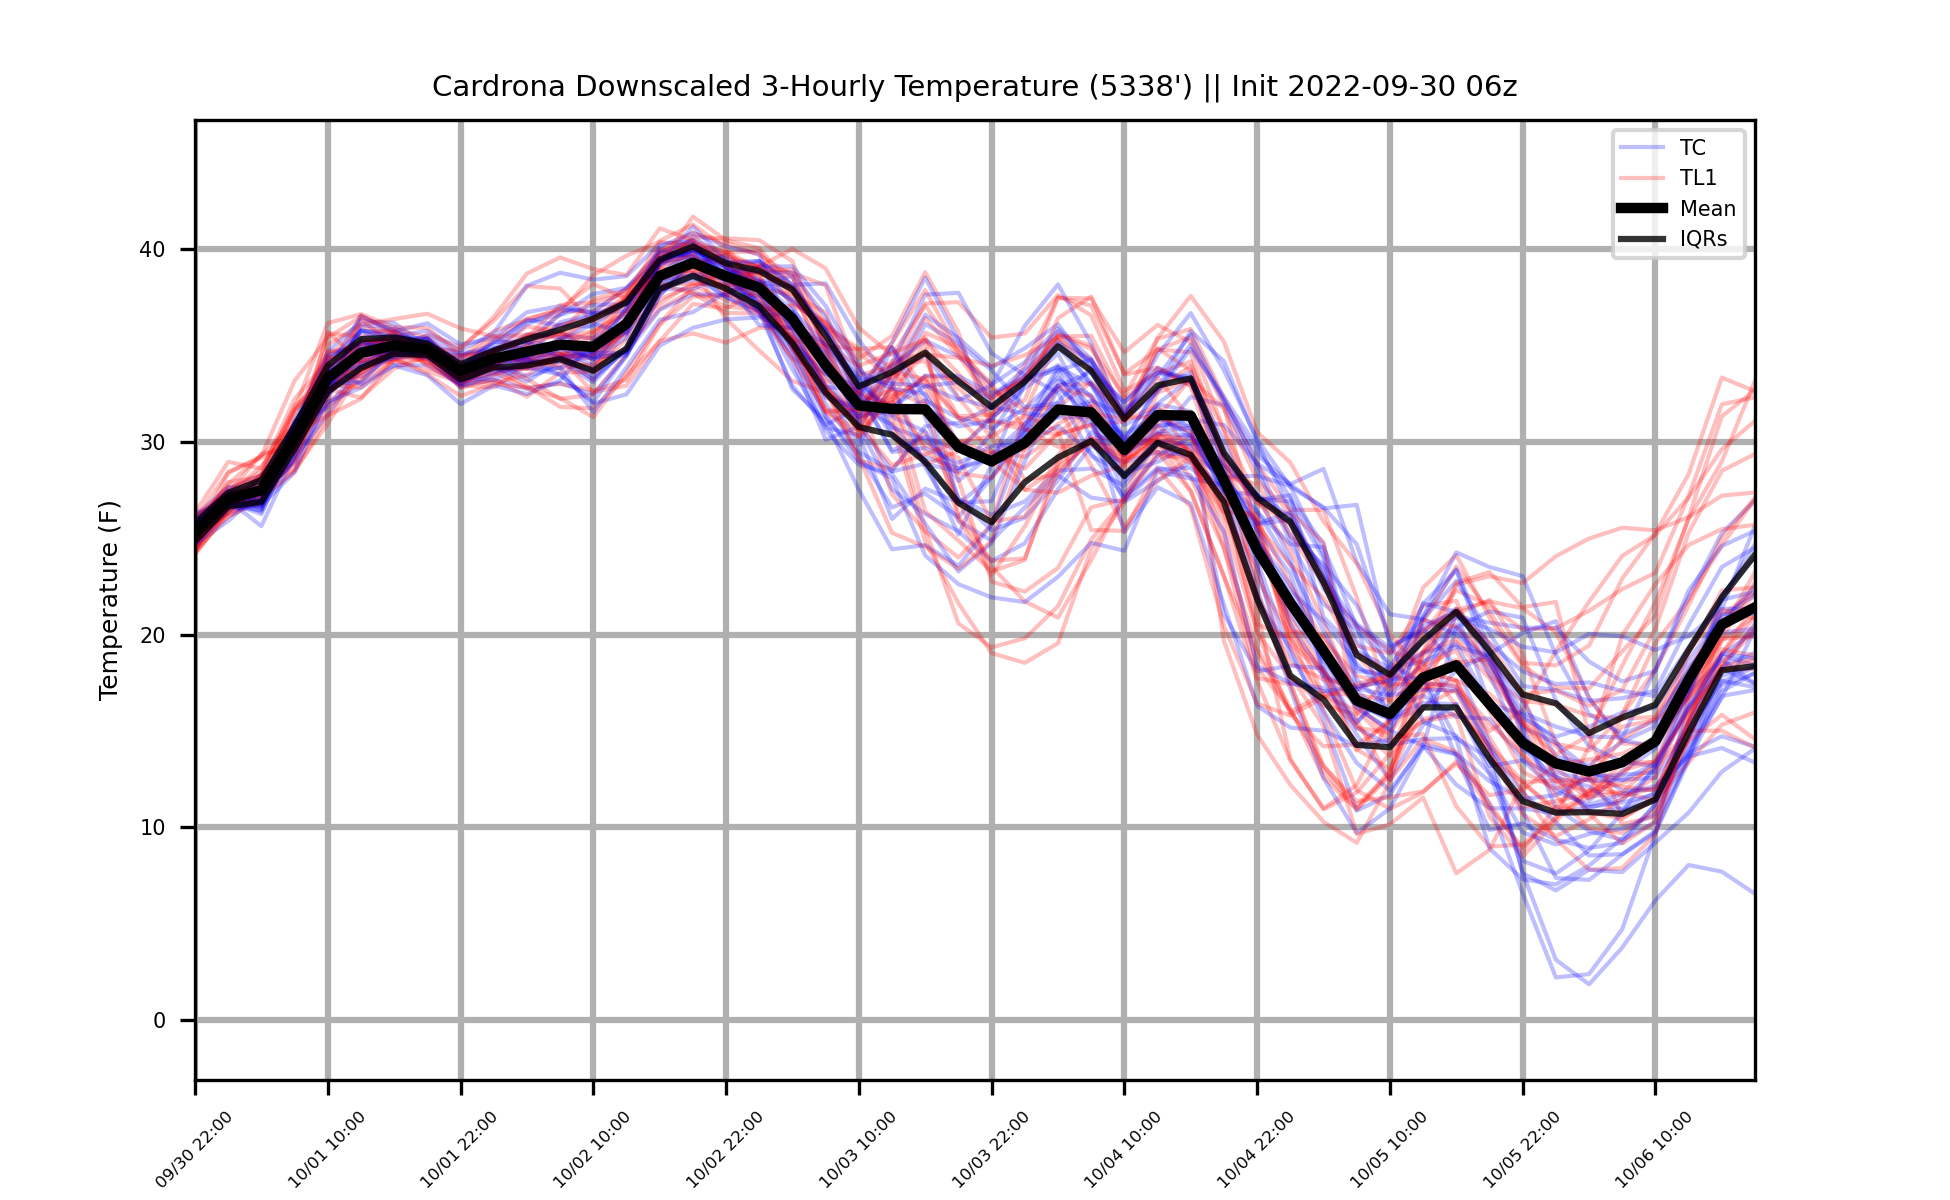 Cardrona Downscaled 3-Hourly Temperature (5338') || Init 2022-09-30 06z
TC
TL1
Mean
IQRs
Temperature (F)
40
30
20
10
0
09/30 22:00
10/01 10:00
10/01 22:00
10/02 10:00
10/02 22:00
10/03 10:00
10/03 22:00
10/04 10:00
10/04 22:00
10/05 10:00
10/05 22:00
10/06 10:00